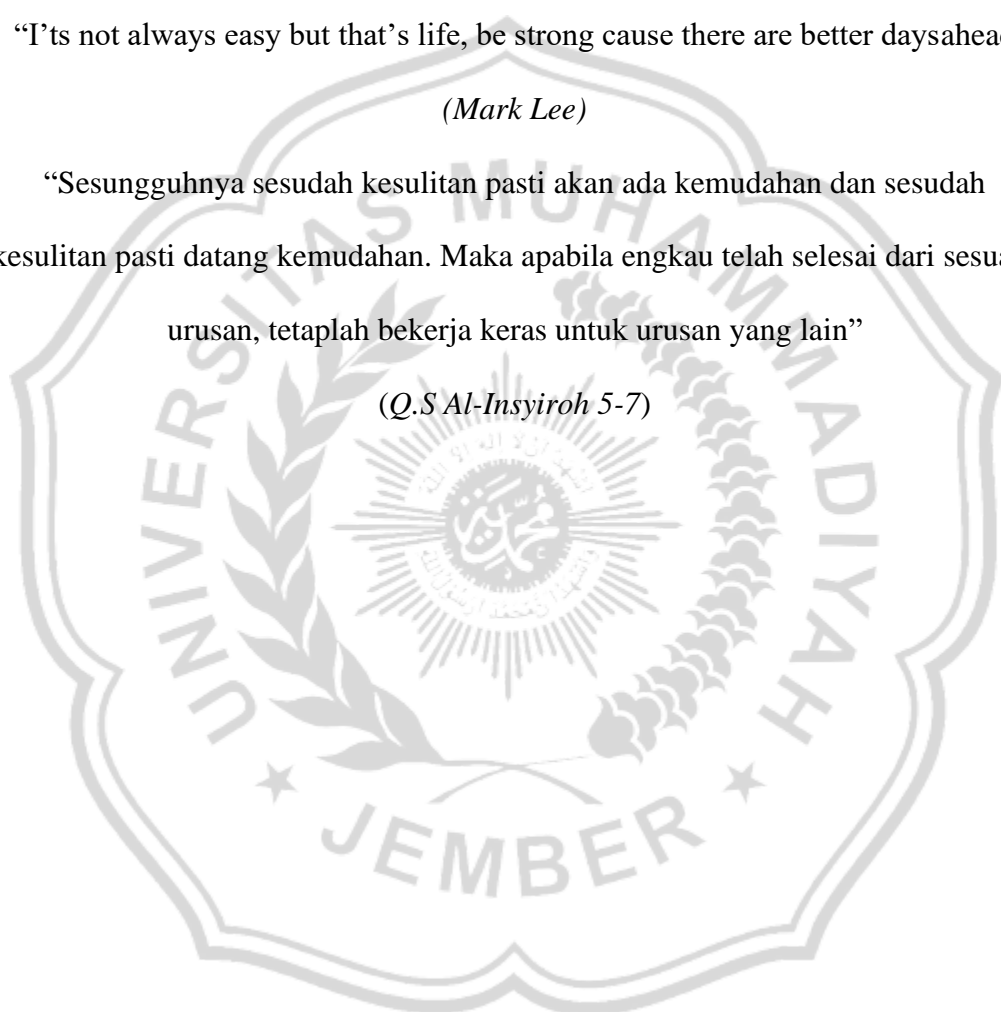 “I’ts not always easy but that’s life, be strong cause there are better daysahead
(Mark Lee)
“Sesungguhnya sesudah kesulitan pasti akan ada kemudahan dan sesudah
kesulitan pasti datang kemudahan. Maka apabila engkau telah selesai dari
urusan, tetaplah bekerja keras untuk urusan yang lain”
(Q.S Al-Insyiroh 5-7)
UNIVERSITAS MUHAMMADIYAH
JEMBER